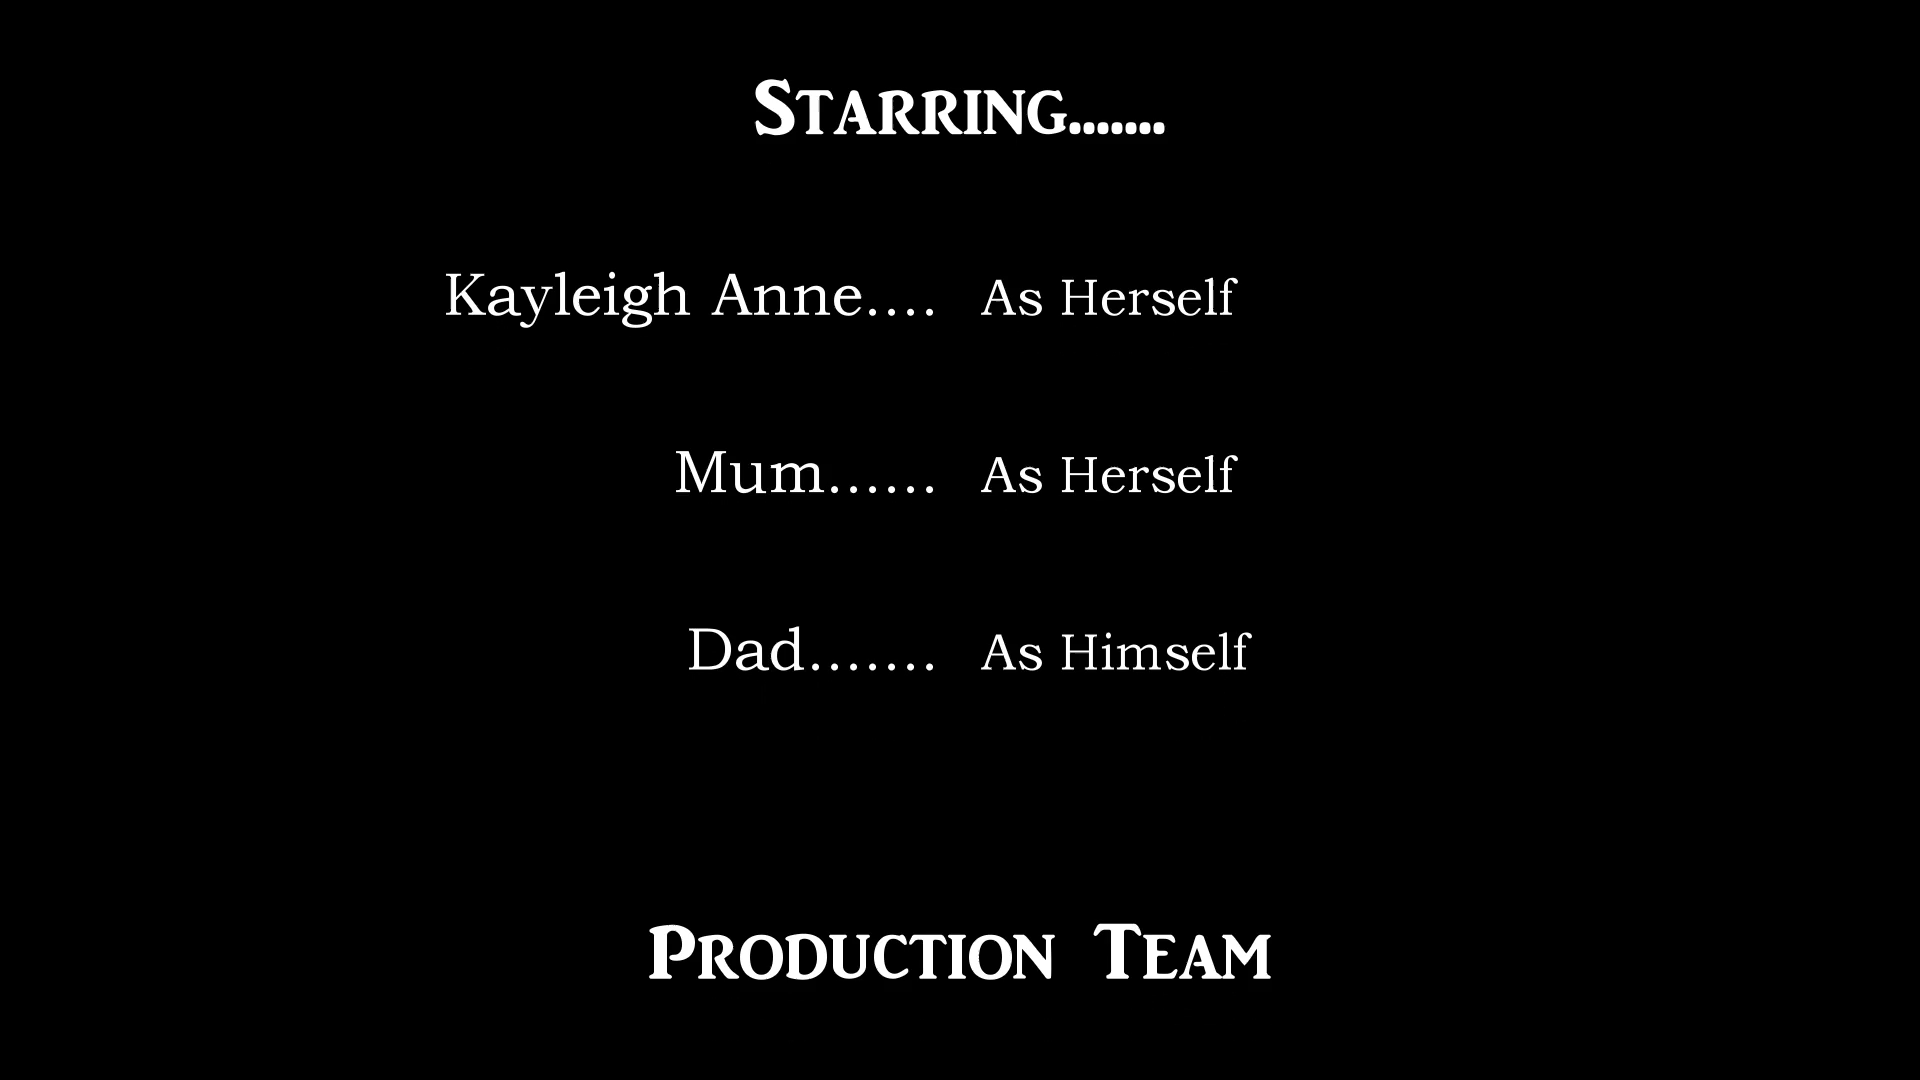 Starring.......
Kayleigh Anne.... As Herself
Mum...... As Herself
Dad....... As Himself
Production Team